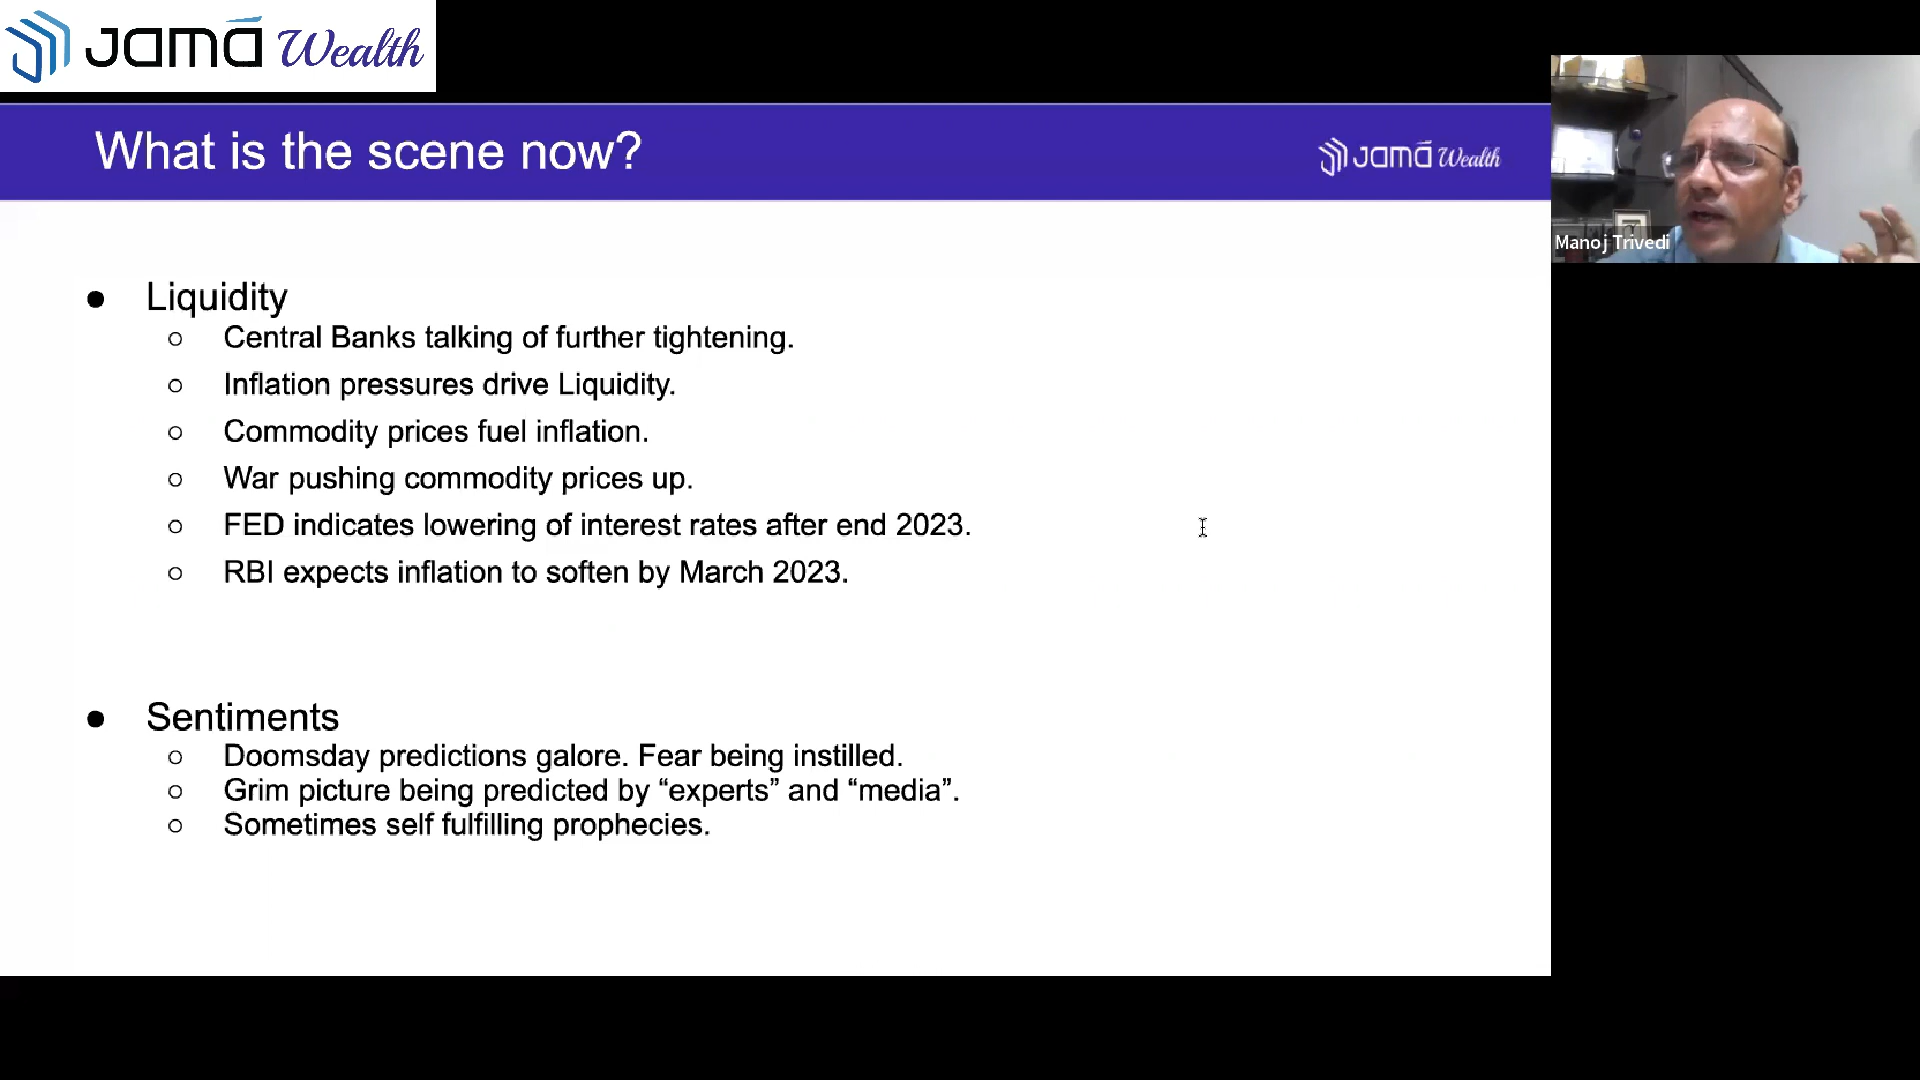 Jamā Wealth
What is the scene now?
Jamā Wealth
Manoj Trivedi
● Liquidity
o Central Banks talking of further tightening.
o Inflation pressures drive Liquidity.
o Commodity prices fuel inflation.
o War pushing commodity prices up.
o FED indicates lowering of interest rates after end 2023.
o RBI expects inflation to soften by March 2023.
● Sentiments
o Doomsday predictions galore. Fear being instilled.
o Grim picture being predicted by “experts” and “media”.
o Sometimes self fulfilling prophecies.